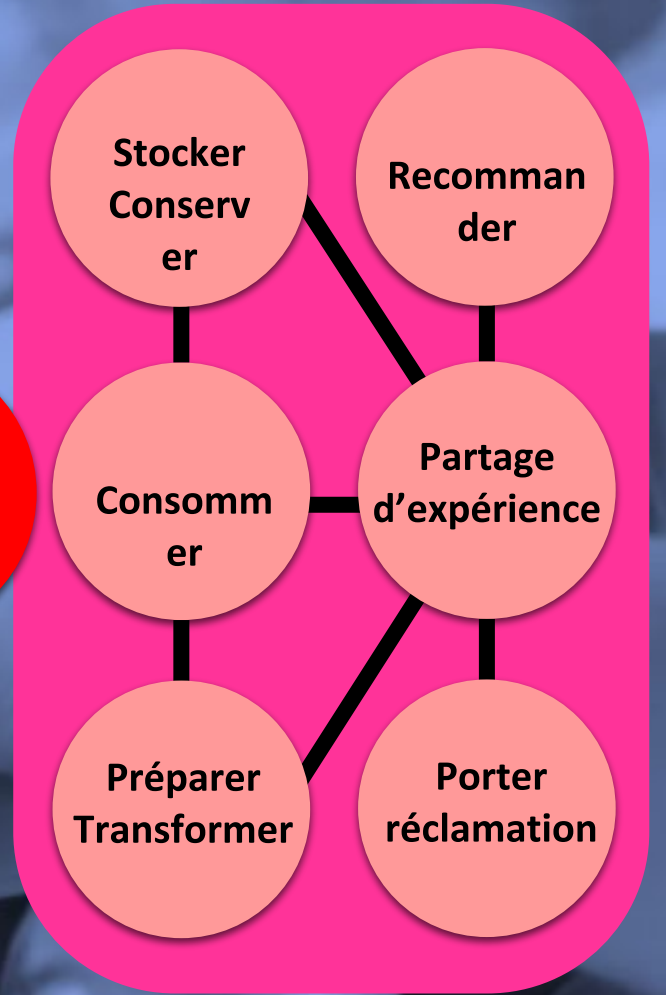 Stocker
Conserv
er
Recomman
der
Consomm
er
Partage
d’expérience
Préparer
Transformer
Porter
réclamation